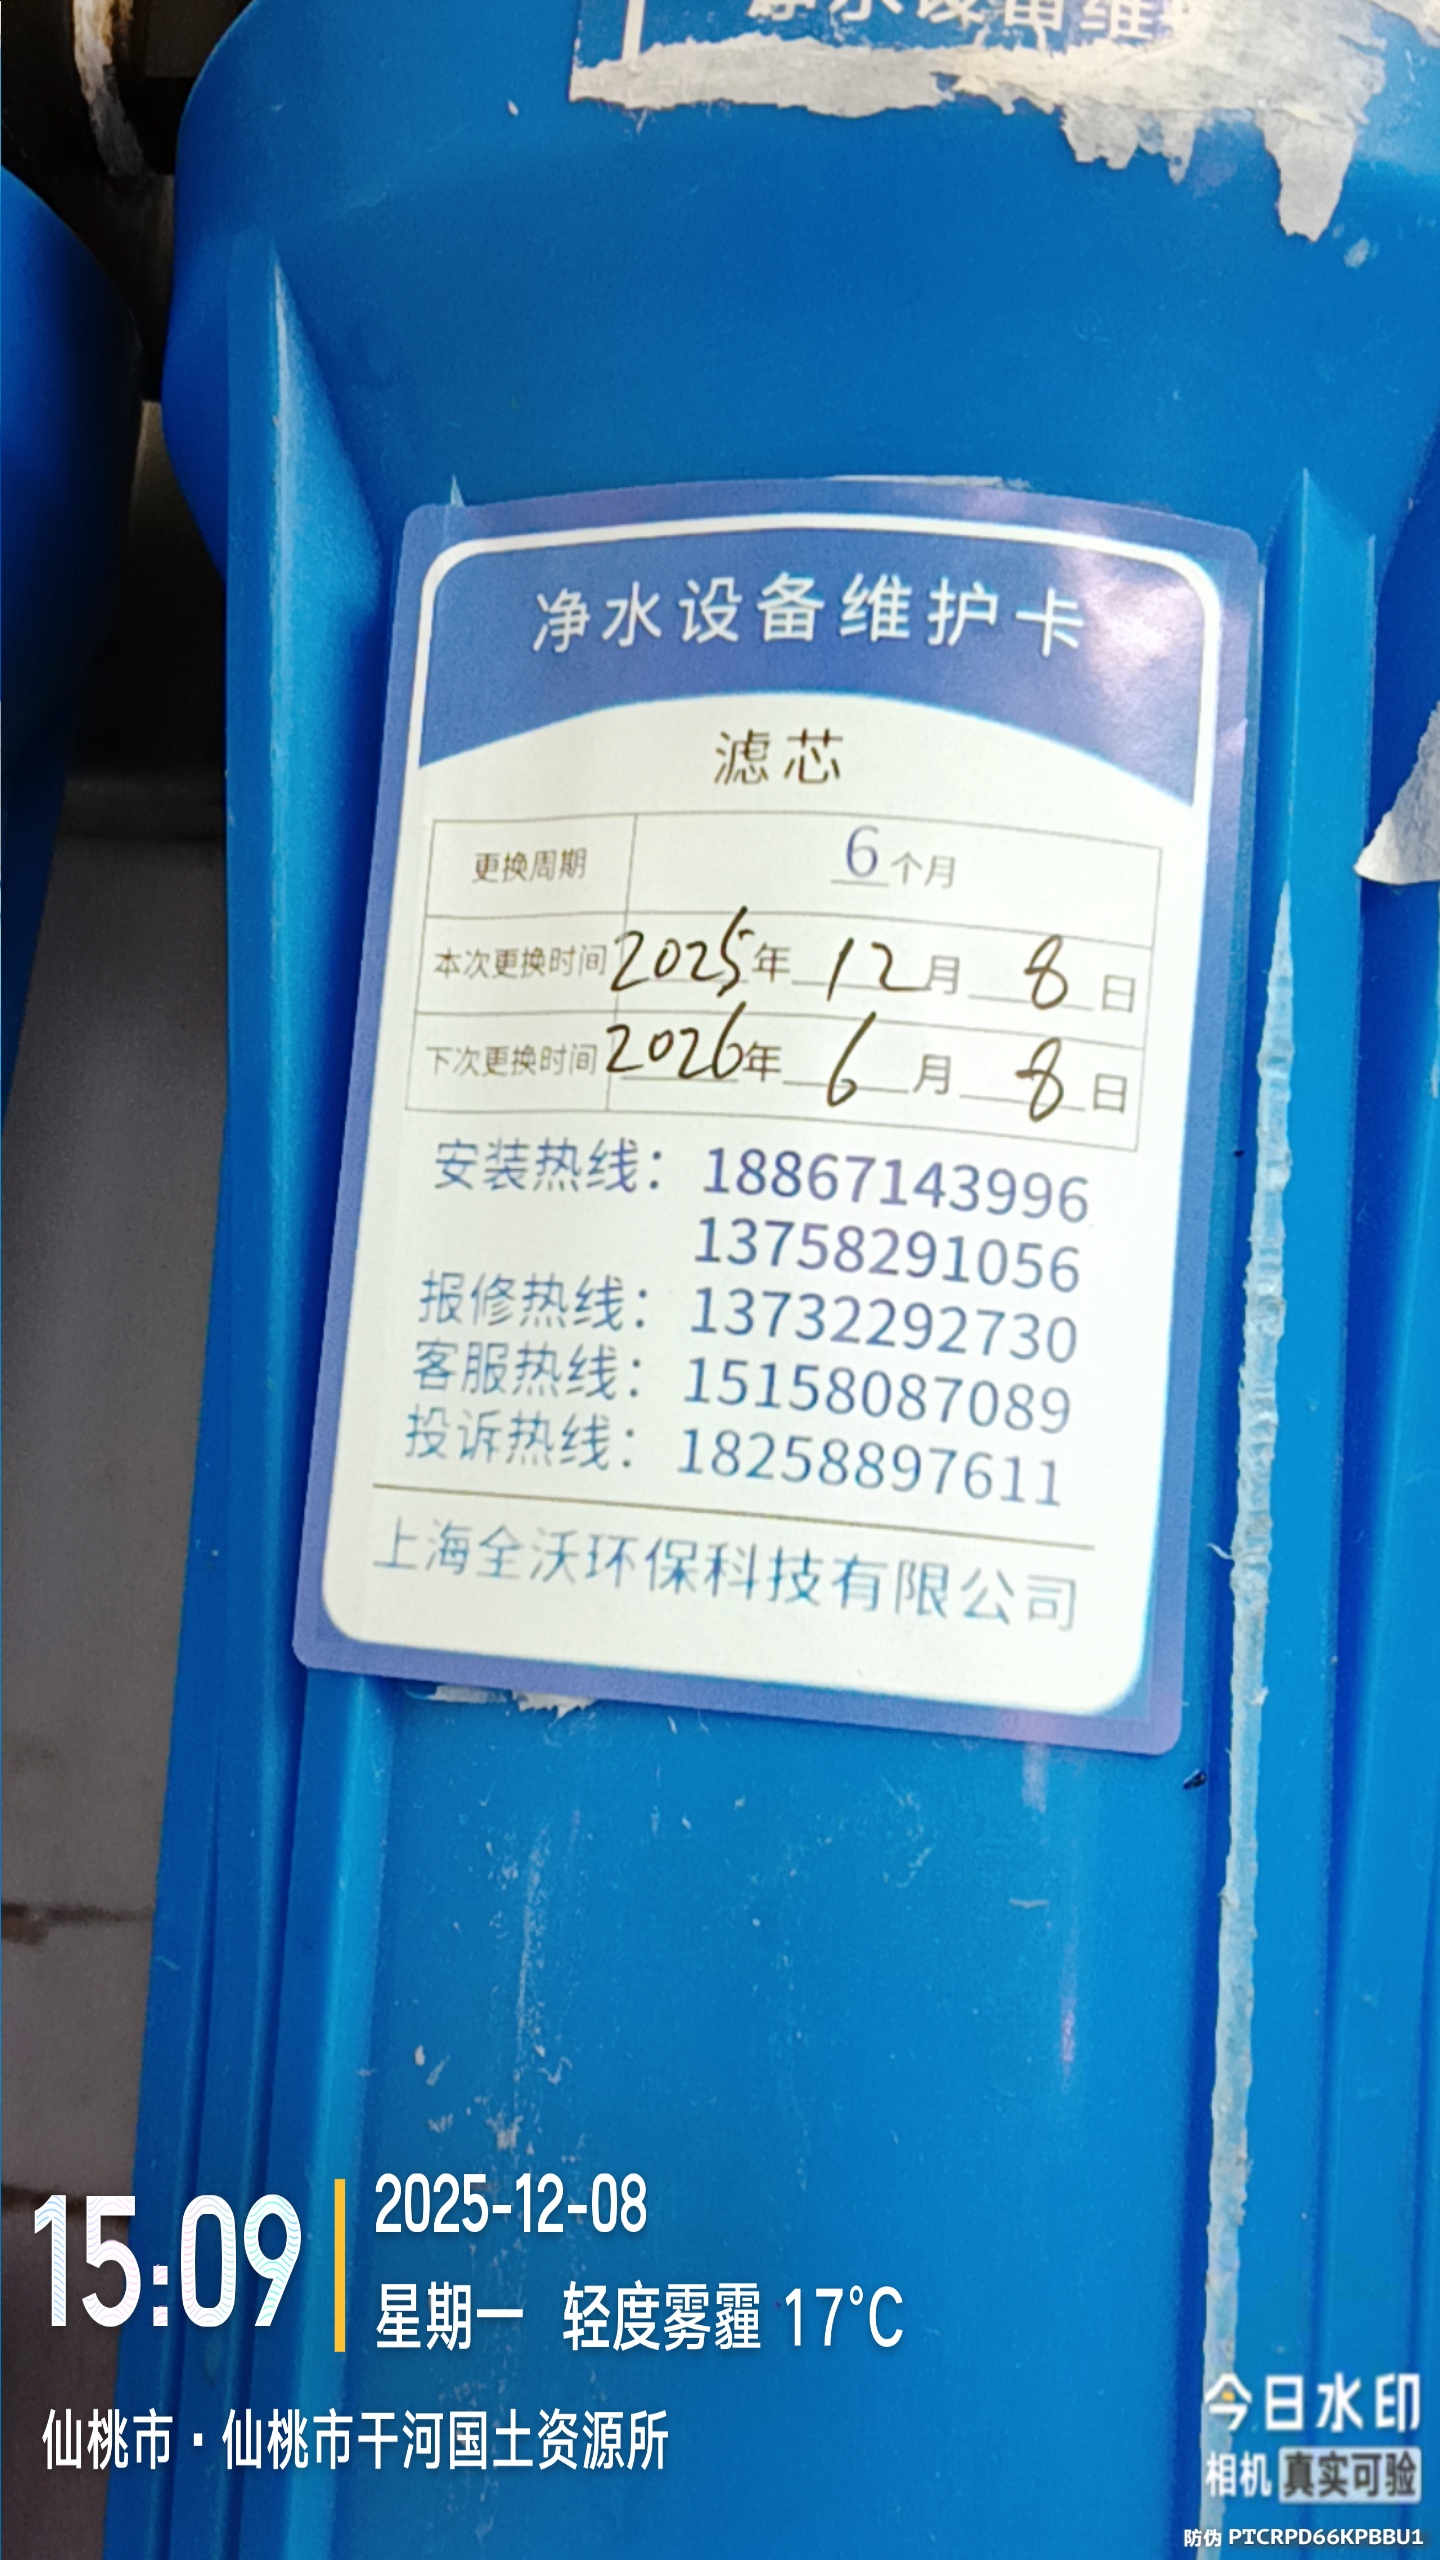 净水设备维护卡
滤芯
更换周期 6个月
本次更换时间 2025年12月8日
下次更换时间 2026年6月8日
安装热线：18867143996
13758291056
报修热线：13732292730
客服热线：15158087089
投诉热线：18258897611
上海全沃环保科技有限公司
15:09
2025-12-08
星期一 轻度雾霾 17°C
仙桃市·仙桃市干河国土资源所
今日水印
相机 真实可验
防伪 PTCRPD66KPBBU1